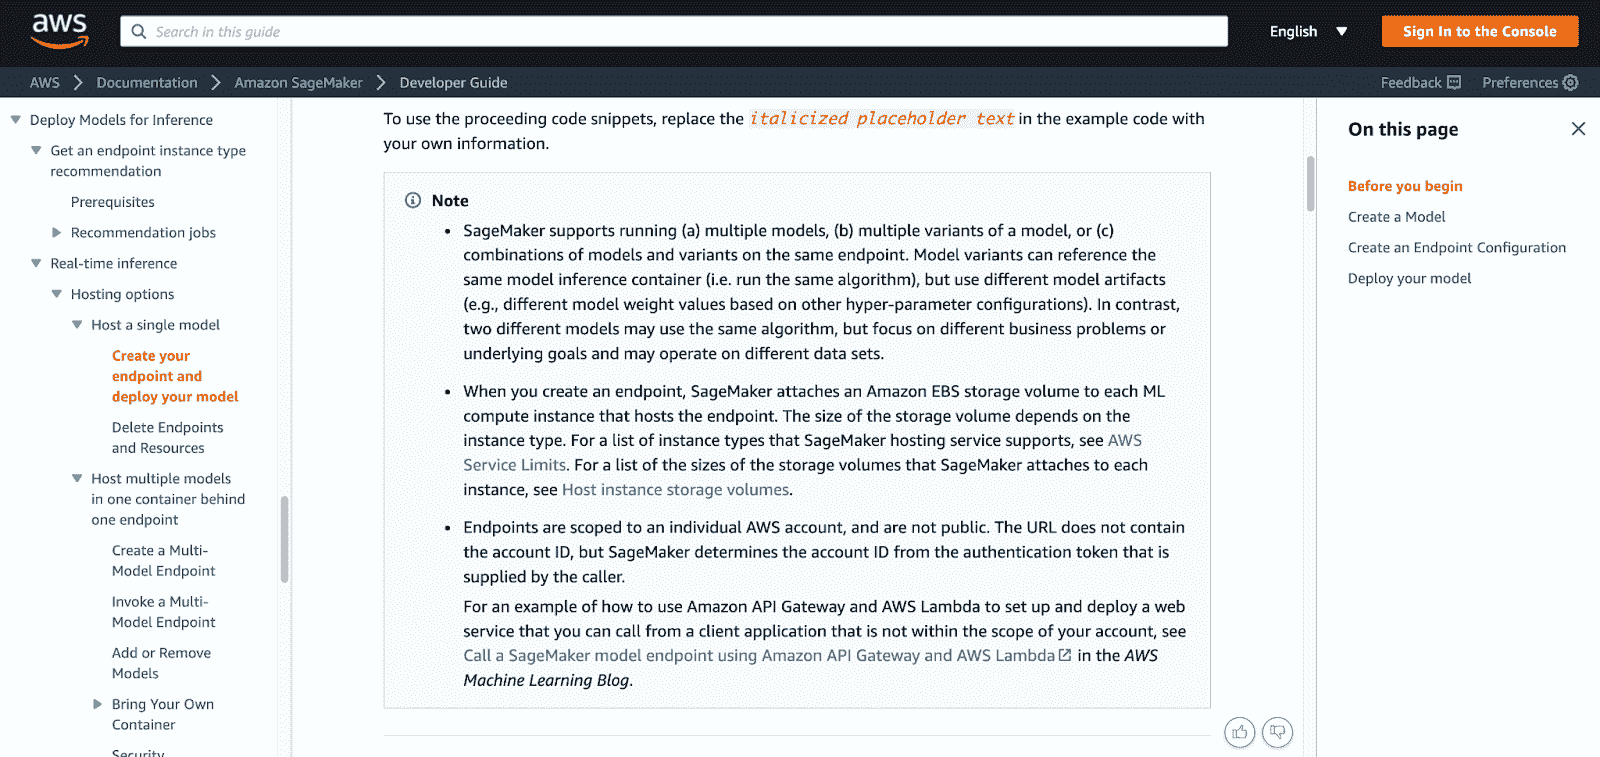 aws
Search in this guide
English
Sign In to the Console
AWS
Documentation
Amazon SageMaker
Developer Guide
Feedback
Preferences
Deploy Models for Inference
Get an endpoint instance type
recommendation
Prerequisites
Recommendation jobs
Real-time inference
Hosting options
Host a single model
Create your
endpoint and
deploy your model
Delete Endpoints
and Resources
Host multiple models
in one container behind
one endpoint
Create a Multi-
Model Endpoint
Invoke a Multi-
Model Endpoint
Add or Remove
Models
Bring Your Own
Container
Security
To use the proceeding code snippets, replace the italicized placeholder text in the example code with
your own information.
Note
• SageMaker supports running (a) multiple models, (b) multiple variants of a model, or (c)
combinations of models and variants on the same endpoint. Model variants can reference the
same model inference container (i.e. run the same algorithm), but use different model artifacts
(e.g., different model weight values based on other hyper-parameter configurations). In contrast,
two different models may use the same algorithm, but focus on different business problems or
underlying goals and may operate on different data sets.
• When you create an endpoint, SageMaker attaches an Amazon EBS storage volume to each ML
compute instance that hosts the endpoint. The size of the storage volume depends on the
instance type. For a list of instance types that SageMaker hosting service supports, see AWS
Service Limits. For a list of the sizes of the storage volumes that SageMaker attaches to each
instance, see Host instance storage volumes.
• Endpoints are scoped to an individual AWS account, and are not public. The URL does not contain
the account ID, but SageMaker determines the account ID from the authentication token that is
supplied by the caller.
For an example of how to use Amazon API Gateway and AWS Lambda to set up and deploy a web
service that you can call from a client application that is not within the scope of your account, see
Call a SageMaker model endpoint using Amazon API Gateway and AWS Lambda in the AWS
Machine Learning Blog.
On this page
Before you begin
Create a Model
Create an Endpoint Configuration
Deploy your model